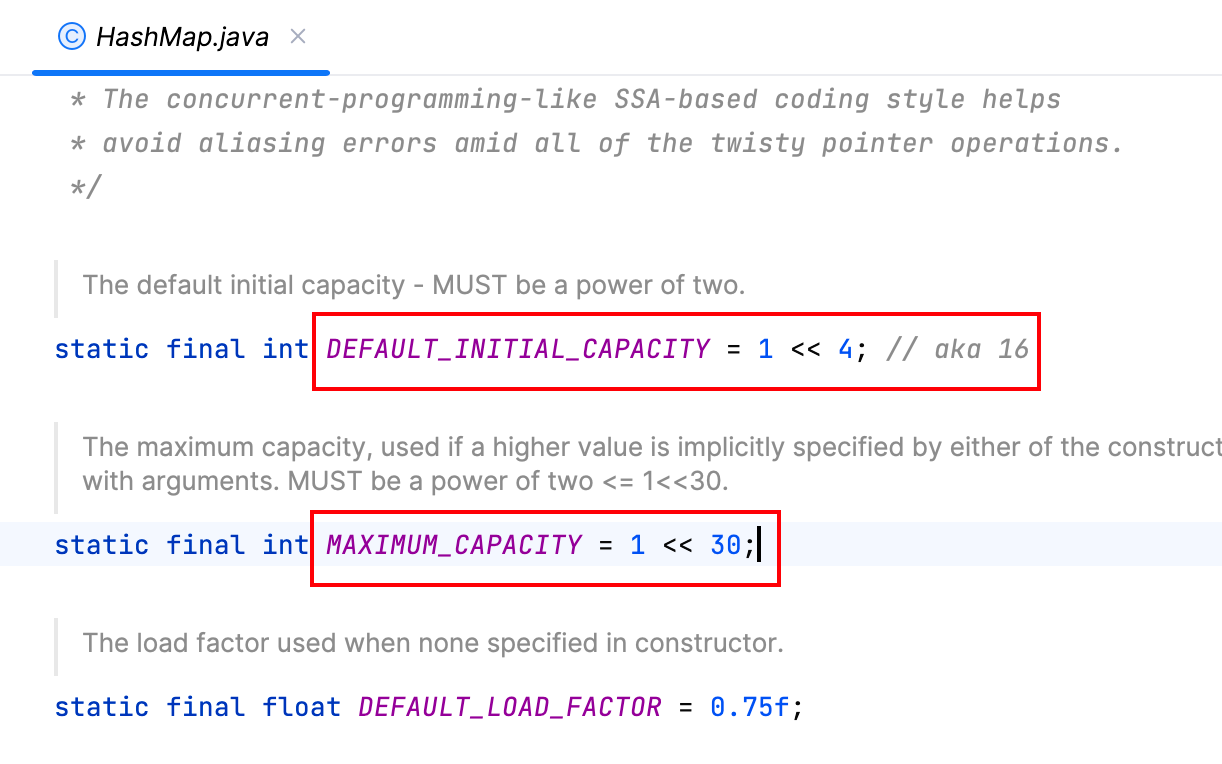 HashMap.java
* The concurrent-programming-like SSA-based coding style helps
* avoid aliasing errors amid all of the twisty pointer operations.
*/
The default initial capacity - MUST be a power of two.
static final int DEFAULT_INITIAL_CAPACITY = 1 << 4; // aka 16
The maximum capacity, used if a higher value is implicitly specified by either of the construct
with arguments. MUST be a power of two <= 1<<30.
static final int MAXIMUM_CAPACITY = 1 << 30;
The load factor used when none specified in constructor.
static final float DEFAULT_LOAD_FACTOR = 0.75f;